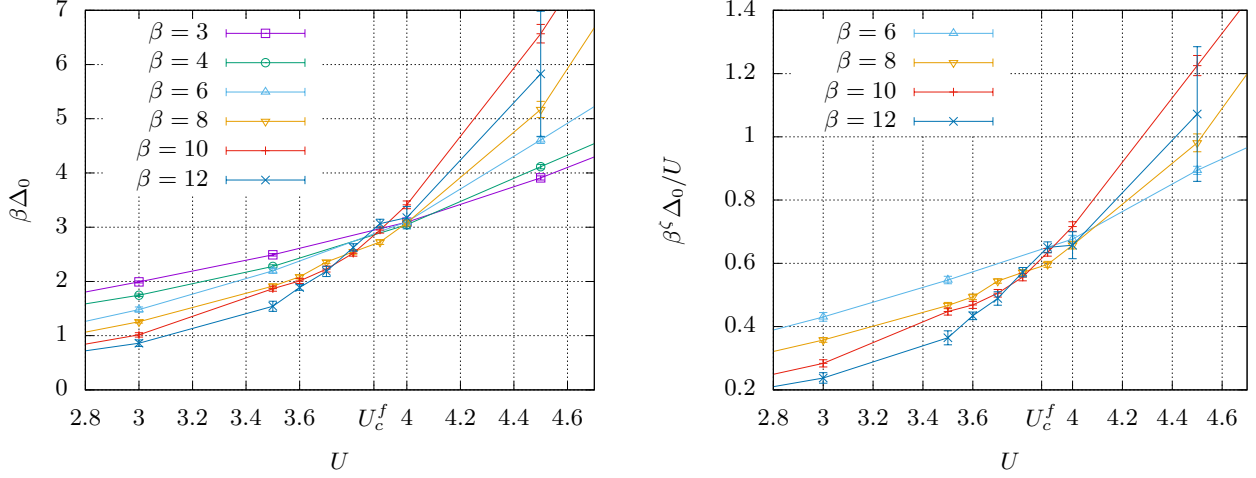 7
6
5
4
3
2
1
0
βΔ₀
β = 3
β = 4
β = 6
β = 8
β = 10
β = 12
2.8 3 3.2 3.4 3.6 U_c^f 4 4.2 4.4 4.6
U
1.4
1.2
1
0.8
0.6
0.4
0.2
β^ζ Δ₀/U
β = 6
β = 8
β = 10
β = 12
2.8 3 3.2 3.4 3.6 U_c^f 4 4.2 4.4 4.6
U